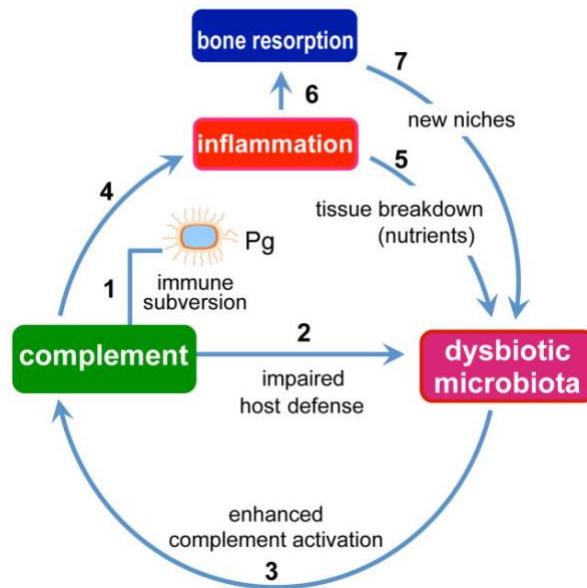 bone resorption
7
6
new niches
inflammation
5
4
tissue breakdown
(nutrients)
Pg
1
immune
subversion
2
complement
dysbiotic
microbiota
impaired
host defense
enhanced
complement activation
3